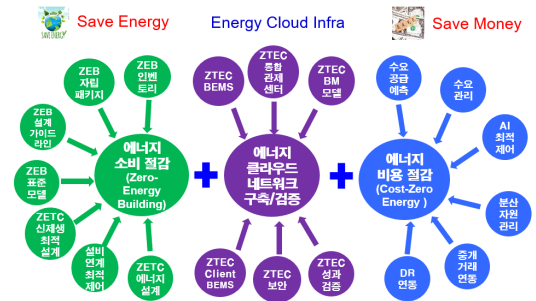 Save Energy
Energy Cloud Infra
Save Money
SAVE ENERGY
ZEB
자립
패키지
ZEB
인벤
토리
ZEB
설계
가이드
라인
ZEB
표준
모델
ZETC
신재생
최적
설계
설비
연계
최적
제어
ZETC
에너지
설계
에너지
소비 절감
(Zero-
Energy
Building)
+
ZTEC
BEMS
ZTEC
통합
관제
센터
ZTEC
BM
모델
에너지
클라우드
네트워크
구축/검증
ZTEC
Client
BEMS
ZTEC
보안
ZTEC
성과
검증
+
수요
공급
예측
수요
관리
AI
최적
제어
에너지
비용 절감
(Cost-Zero
Energy )
분산
자원
관리
중개
거래
연동
DR
연동